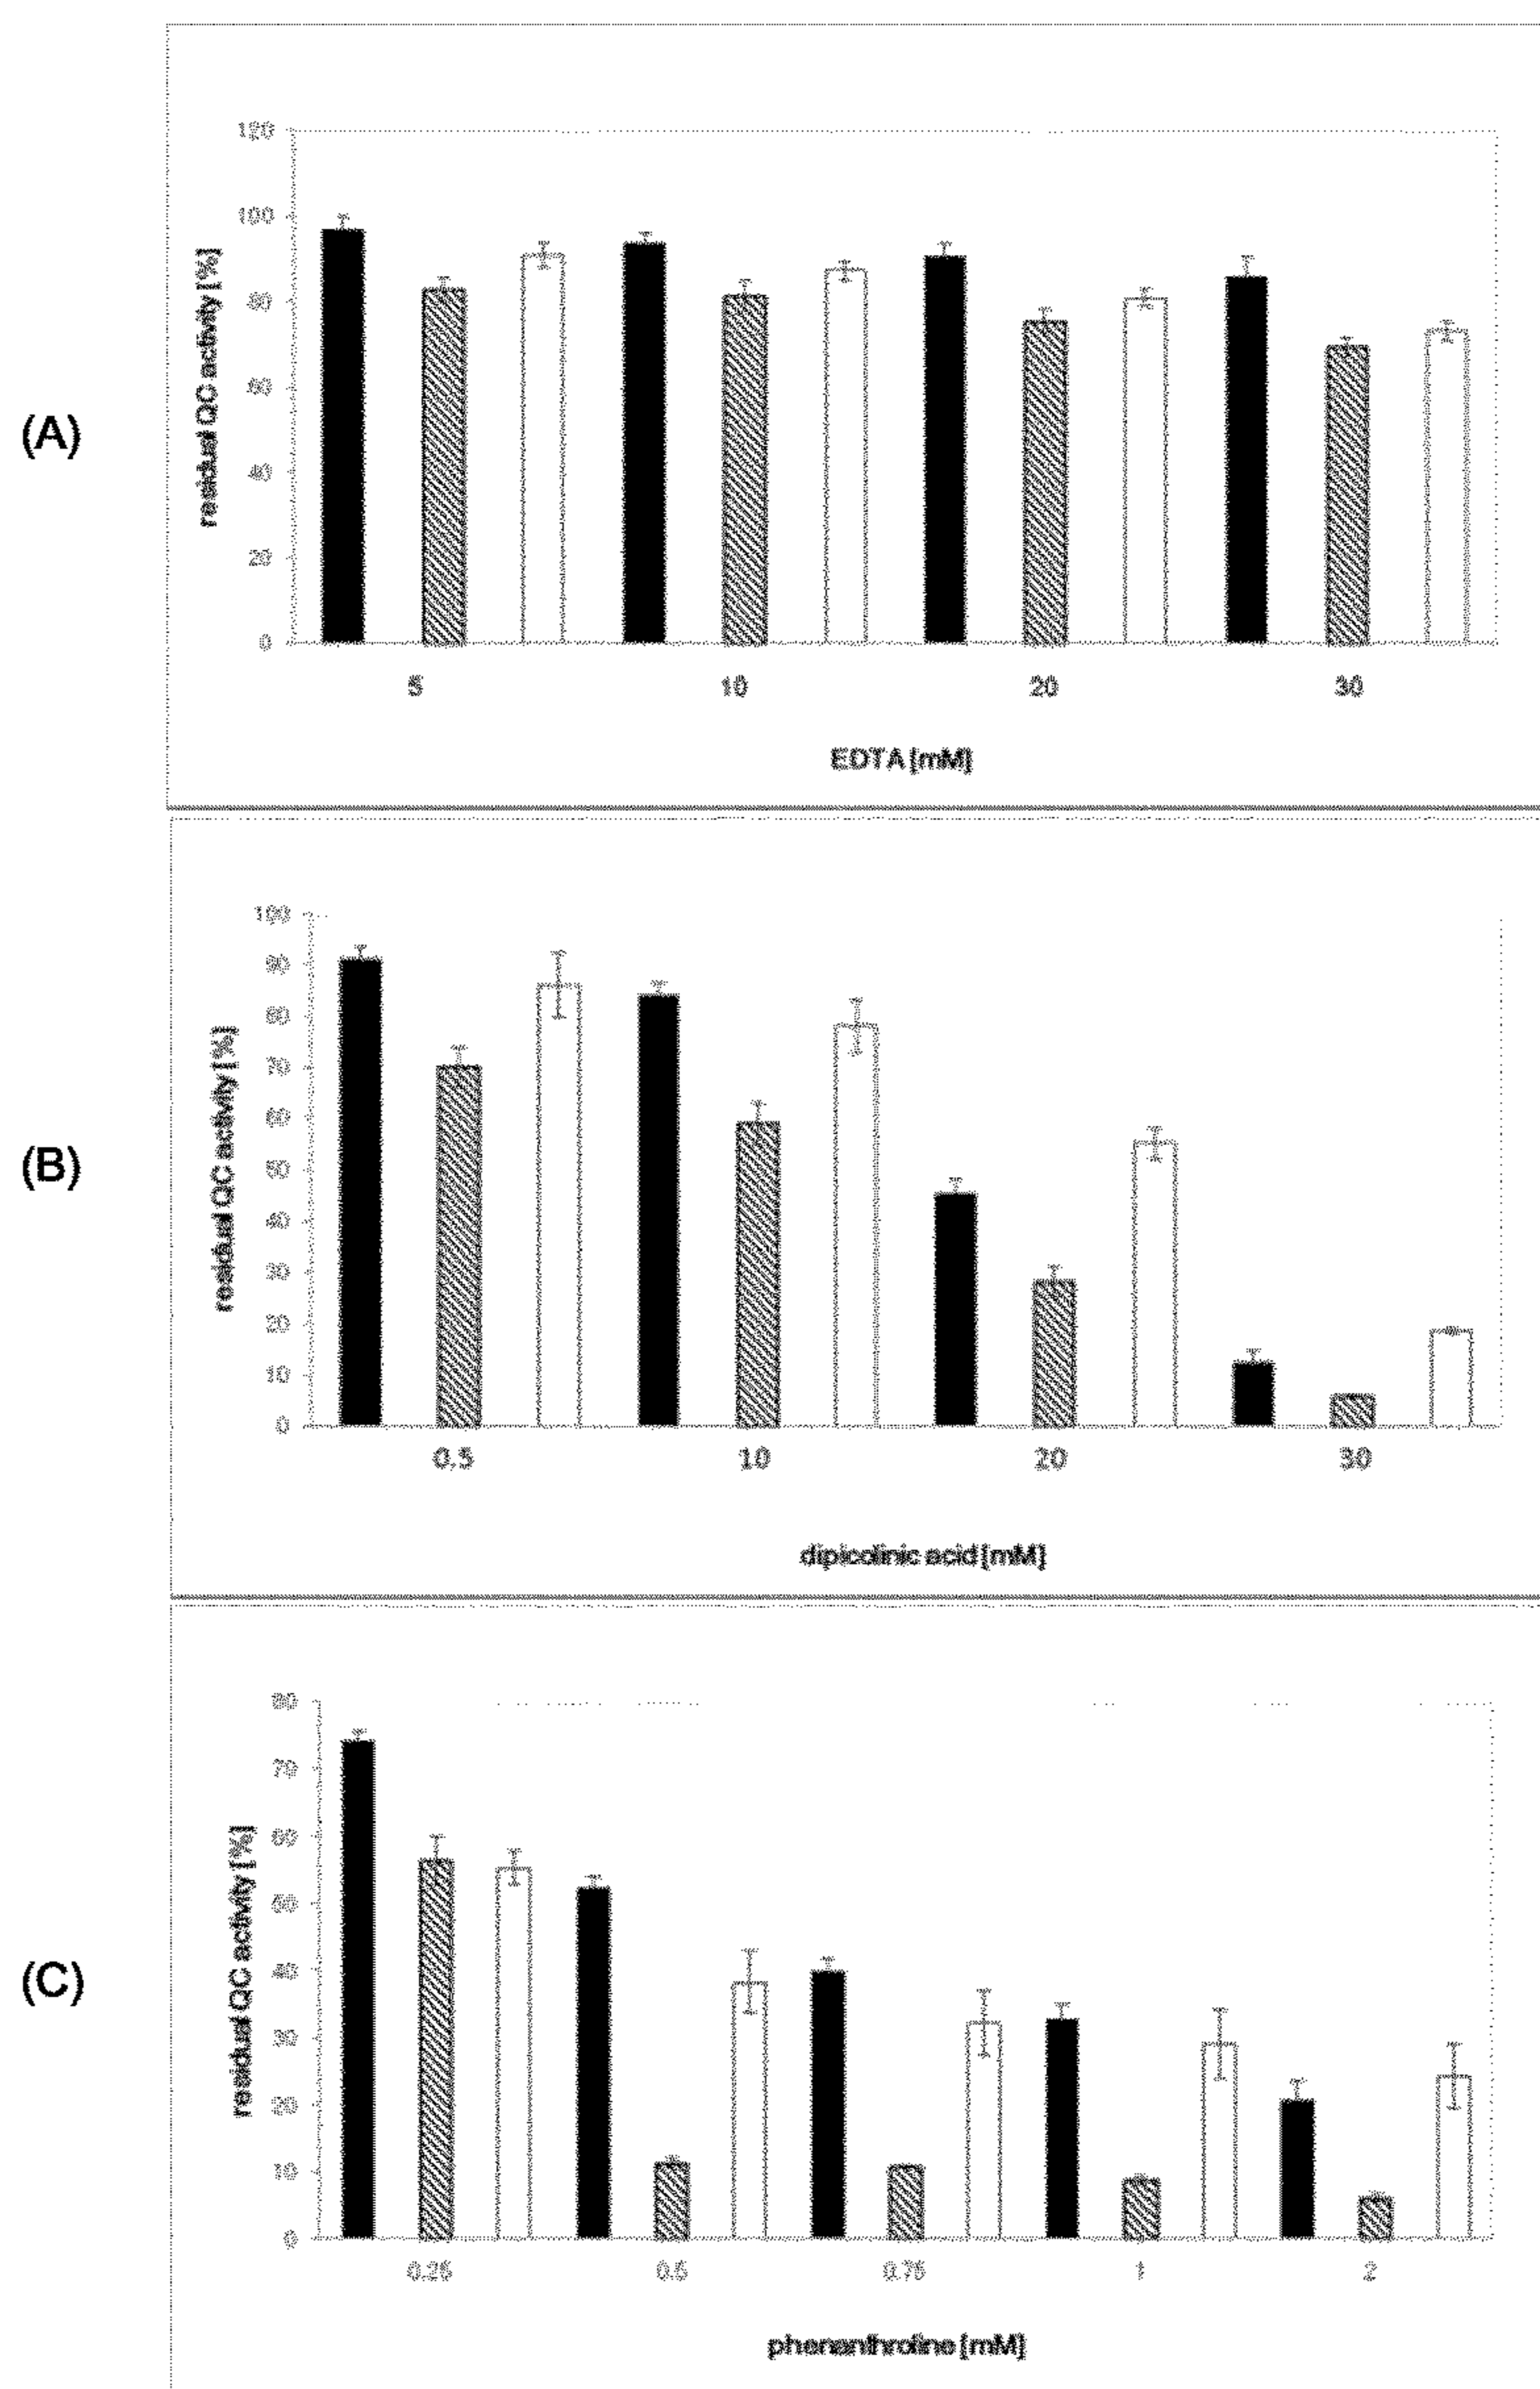 (A)
residual QC activity [%]
120
100
80
60
40
20
0
5 10 20 30
EDTA [mM]
(B)
residual QC activity [%]
100
90
80
70
60
50
40
30
20
10
0
0.5 10 20 30
dipicolinic acid [mM]
(C)
residual QC activity [%]
80
70
60
50
40
30
20
10
0
0.25 0.5 0.75 1 2
phenanthroline [mM]